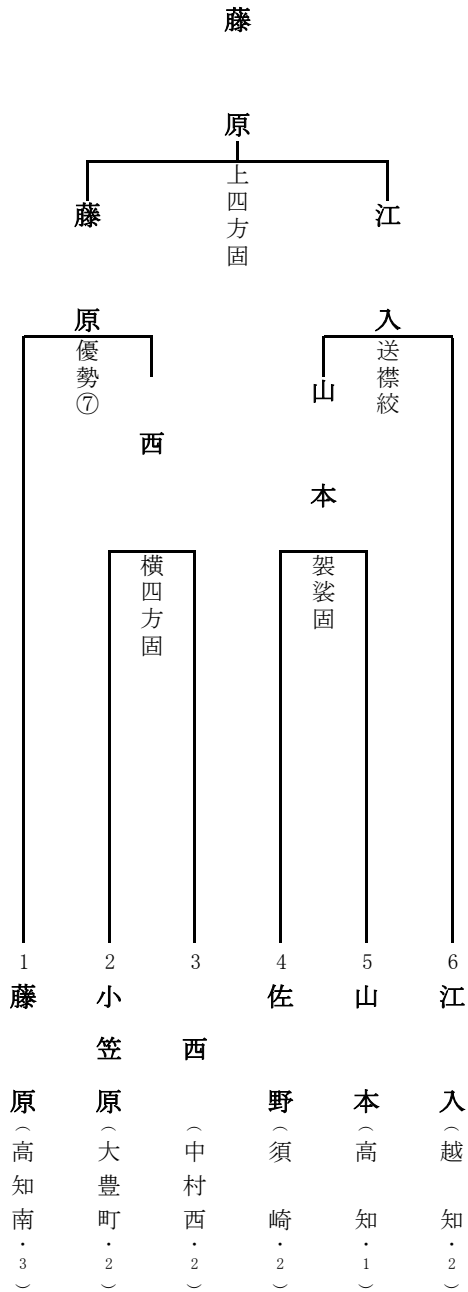 藤原
上四方固
藤原
江入
優勢⑦
送襟絞
西
山本
横四方固
袈裟固
1 2 3 4 5 6
藤原(高知南・3)
小笠原(大豊町・2)
西(中村西・2)
佐野(須崎・2)
山本(高知・1)
江入(越知・2)